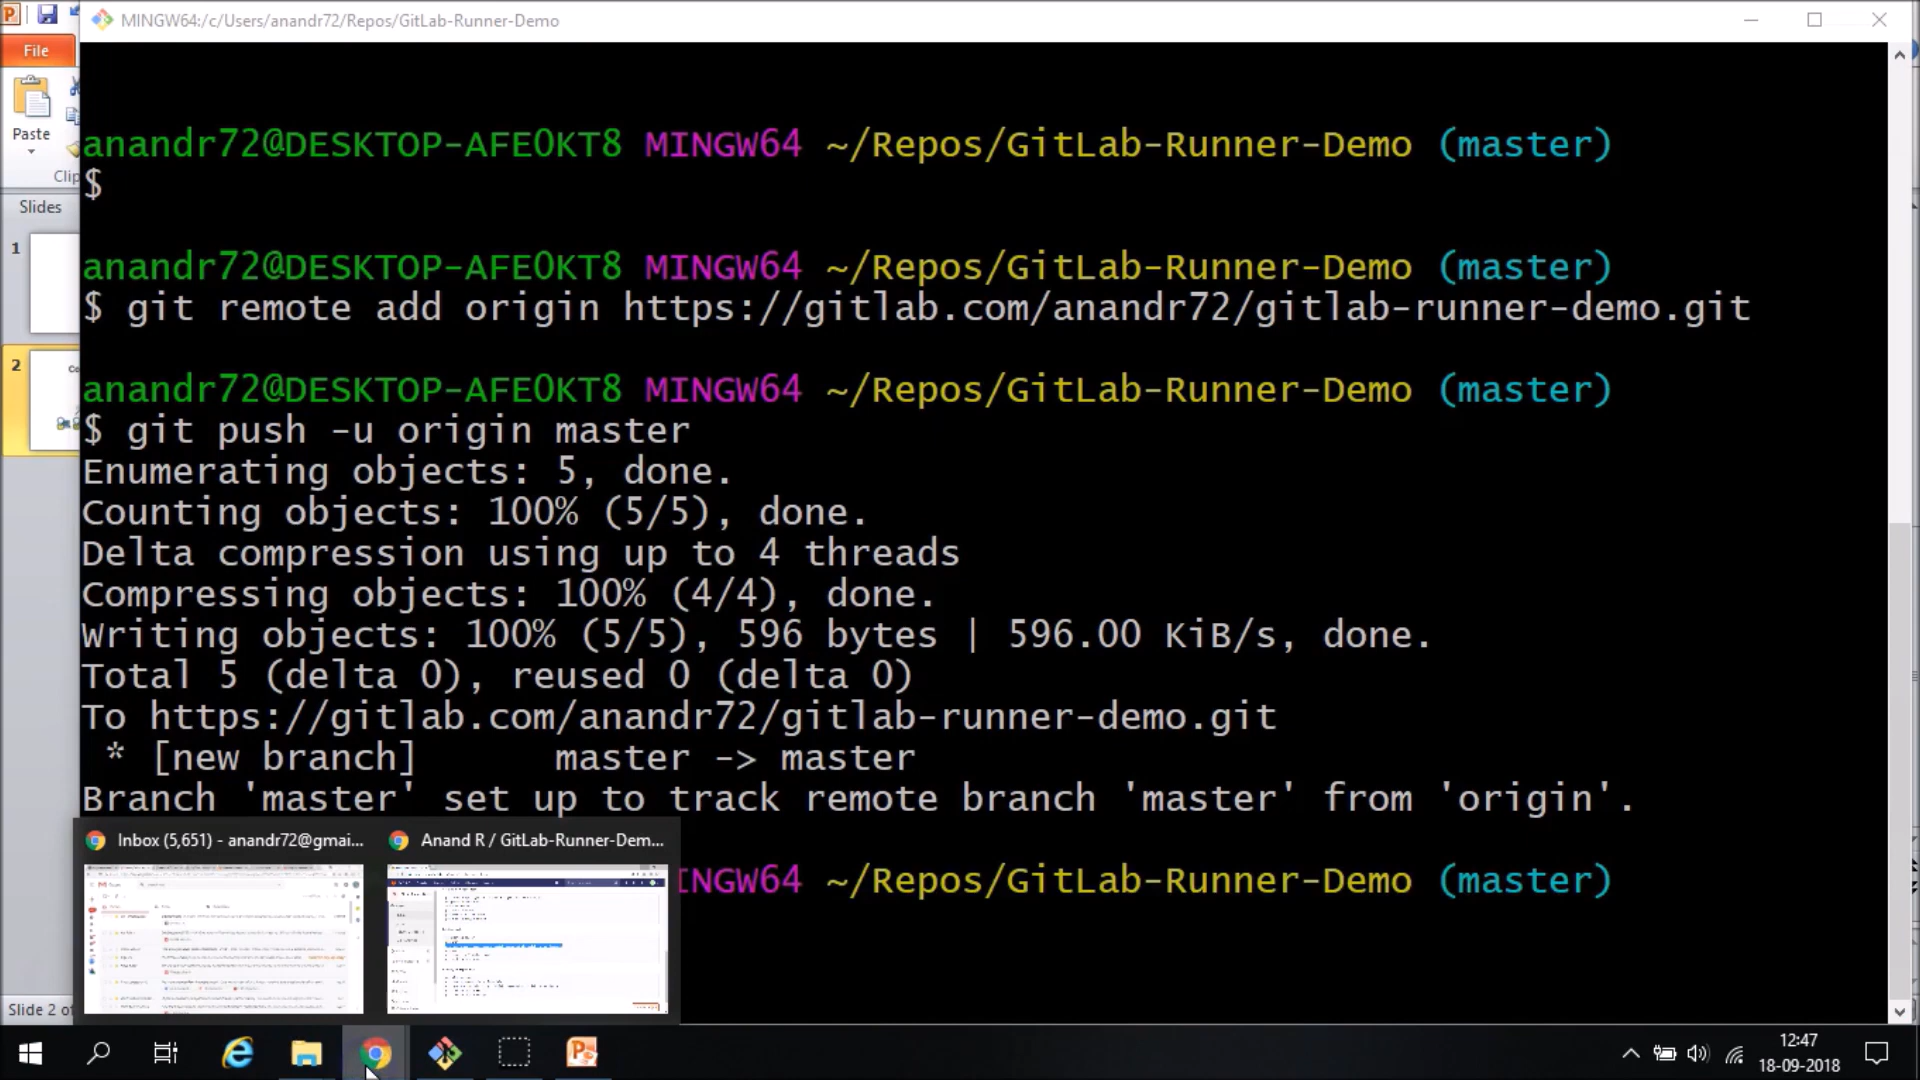 MINGW64:/c/Users/anandr72/Repos/GitLab-Runner-Demo
File
Paste
Clip
Slides
1
2
anandr72@DESKTOP-AFE0KT8 MINGW64 ~/Repos/GitLab-Runner-Demo (master)
$
anandr72@DESKTOP-AFE0KT8 MINGW64 ~/Repos/GitLab-Runner-Demo (master)
$ git remote add origin https://gitlab.com/anandr72/gitlab-runner-demo.git
anandr72@DESKTOP-AFE0KT8 MINGW64 ~/Repos/GitLab-Runner-Demo (master)
$ git push -u origin master
Enumerating objects: 5, done.
Counting objects: 100% (5/5), done.
Delta compression using up to 4 threads
Compressing objects: 100% (4/4), done.
Writing objects: 100% (5/5), 596 bytes | 596.00 KiB/s, done.
Total 5 (delta 0), reused 0 (delta 0)
To https://gitlab.com/anandr72/gitlab-runner-demo.git
* [new branch] master -> master
Branch 'master' set up to track remote branch 'master' from 'origin'.
Inbox (5,651) - anandr72@gmai...
Anand R / GitLab-Runner-Dem...
INGW64 ~/Repos/GitLab-Runner-Demo (master)
Slide 2 of
12:47
18-09-2018